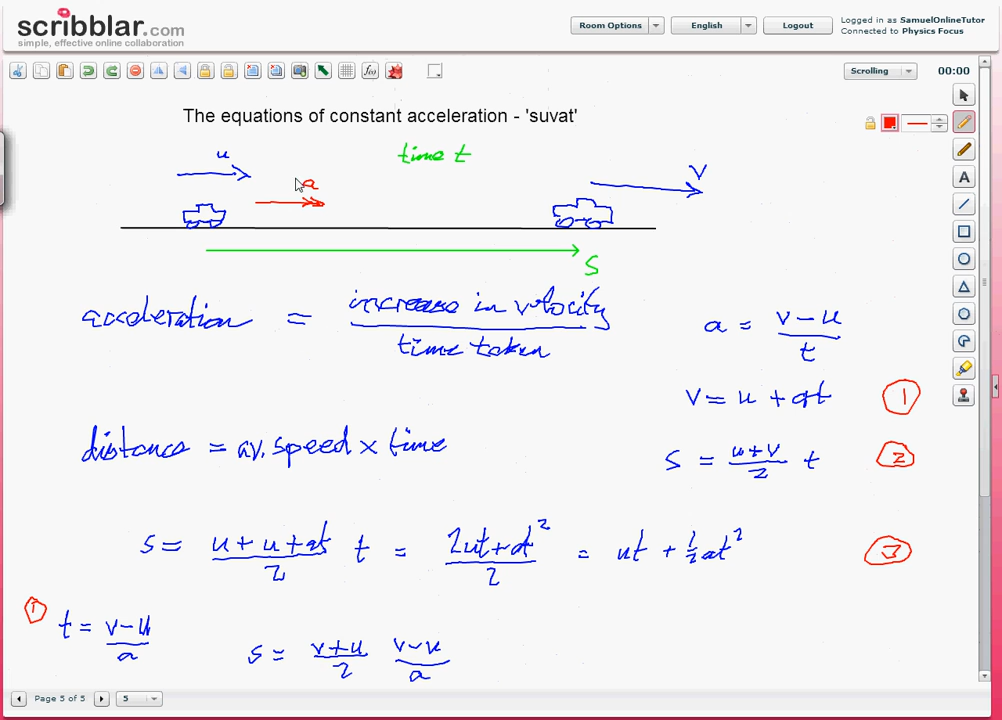 scribblar.com
simple, effective online collaboration
Room Options
English
Logout
Logged in as SamuelOnlineTutor
Connected to Physics Focus
f(x)
Scrolling
00:00
A
The equations of constant acceleration - 'suvat'
u
time t
a
v
s
acceleration = increase in velocity / time taken
a = v - u / t
v = u + at ①
distance = av. speed × time
s = u+v / 2 t ②
s = u + u + at / 2 t = 2ut + at² / 2 = ut + ½at² ③
① t = v - u / a
s = v+u / 2 v-u / a
Page 5 of 5
5